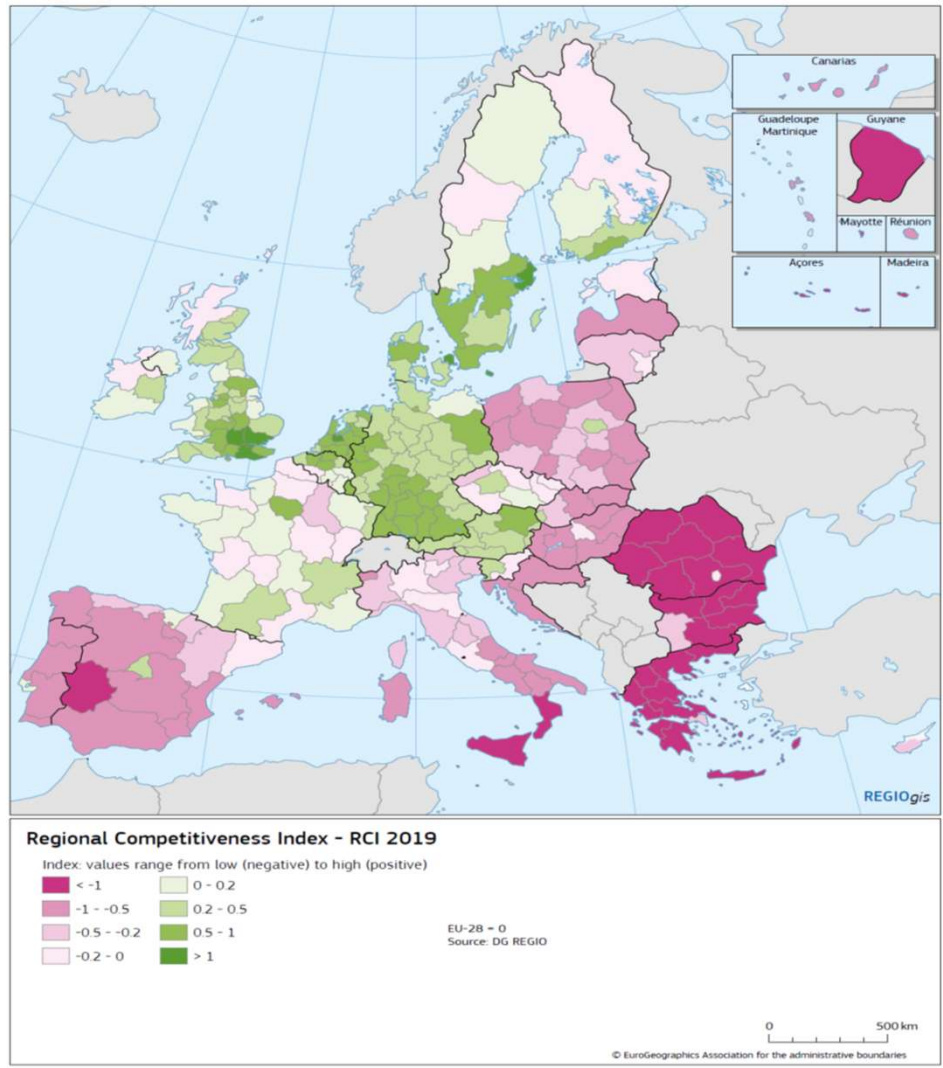 Canarias
Guadeloupe
Martinique
Guyane
Mayotte
Réunion
Açores
Madeira
REGIOgis
Regional Competitiveness Index - RCI 2019
Index: values range from low (negative) to high (positive)
< -1
0 - 0.2
-1 - -0.5
0.2 - 0.5
-0.5 - -0.2
0.5 - 1
-0.2 - 0
> 1
EU-28 = 0
Source: DG REGIO
0 500 km
© EuroGeographics Association for the administrative boundaries